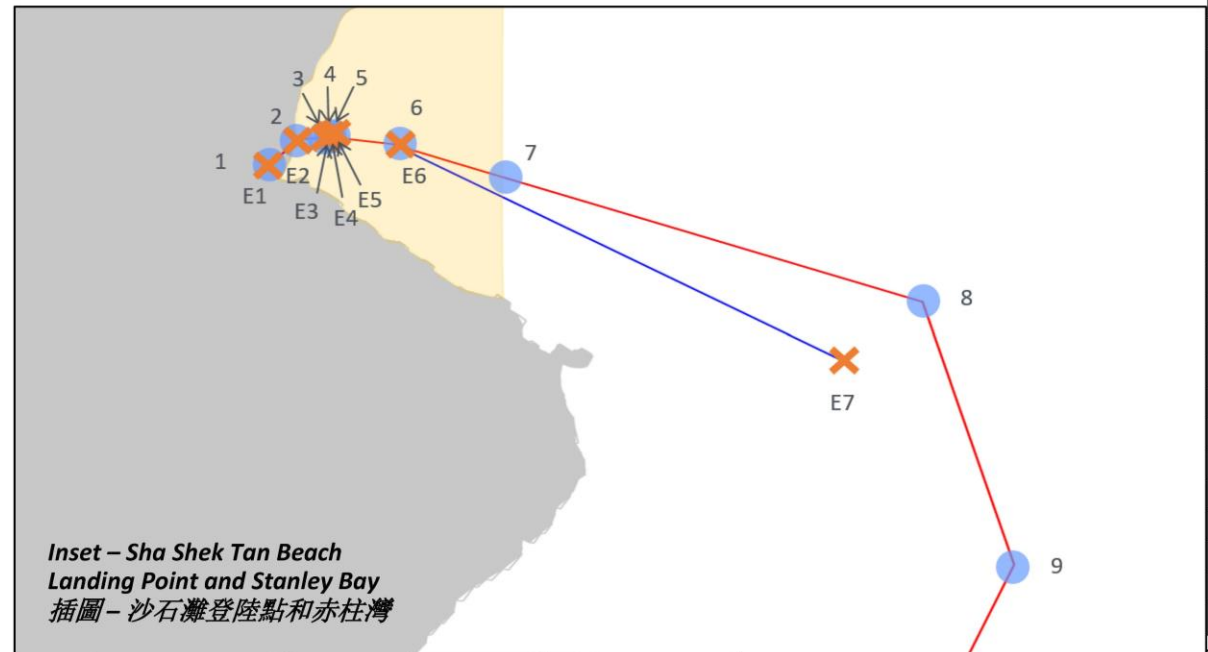 3
4
5
2
6
1
7
E1
E2
E6
E3
E5
E4
8
E7
9
Inset – Sha Shek Tan Beach
Landing Point and Stanley Bay
插圖 – 沙石灘登陸點和赤柱灣